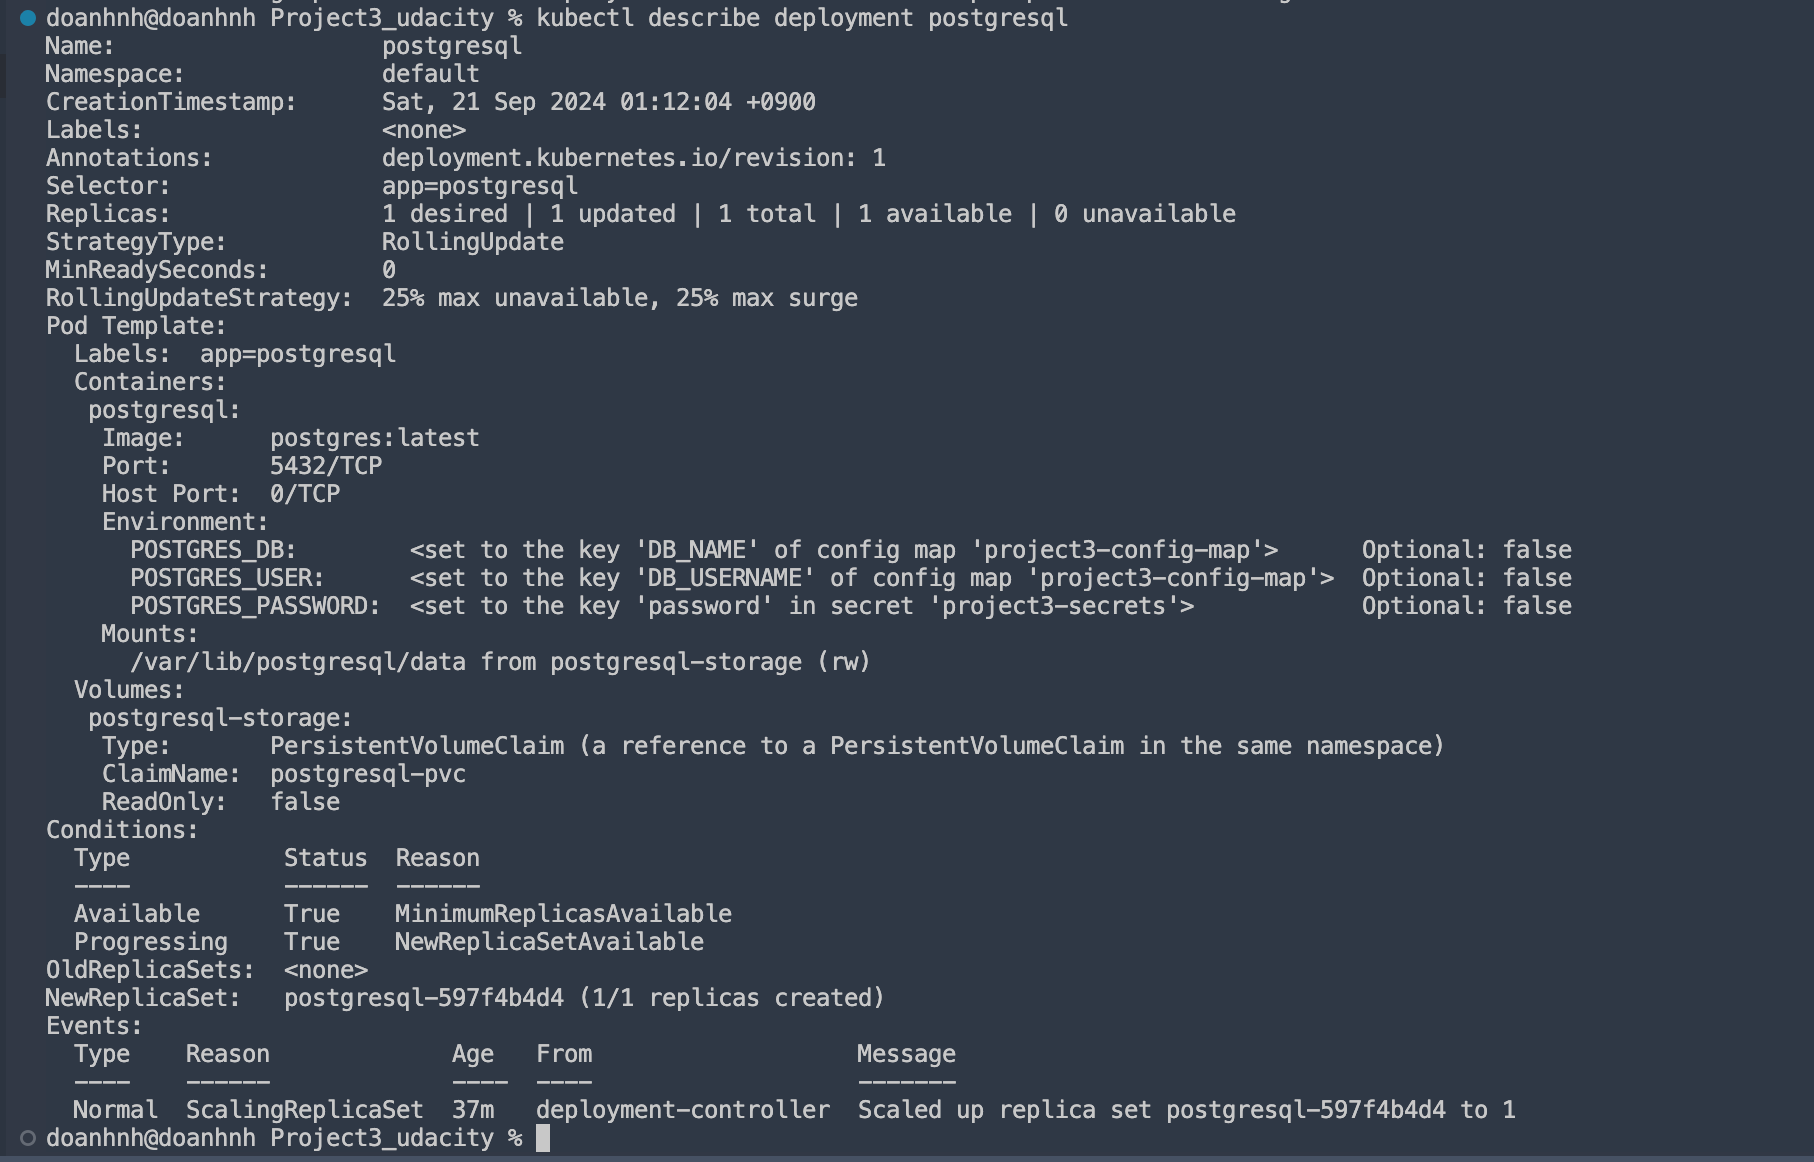 doanhnh@doanhnh Project3_udacity % kubectl describe deployment postgresql
Name:                   postgresql
Namespace:              default
CreationTimestamp:      Sat, 21 Sep 2024 01:12:04 +0900
Labels:                 <none>
Annotations:            deployment.kubernetes.io/revision: 1
Selector:               app=postgresql
Replicas:               1 desired | 1 updated | 1 total | 1 available | 0 unavailable
StrategyType:           RollingUpdate
MinReadySeconds:        0
RollingUpdateStrategy:  25% max unavailable, 25% max surge
Pod Template:
  Labels:  app=postgresql
  Containers:
   postgresql:
    Image:      postgres:latest
    Port:       5432/TCP
    Host Port:  0/TCP
    Environment:
      POSTGRES_DB:        <set to the key 'DB_NAME' of config map 'project3-config-map'>      Optional: false
      POSTGRES_USER:      <set to the key 'DB_USERNAME' of config map 'project3-config-map'>  Optional: false
      POSTGRES_PASSWORD:  <set to the key 'password' in secret 'project3-secrets'>            Optional: false
    Mounts:
      /var/lib/postgresql/data from postgresql-storage (rw)
  Volumes:
   postgresql-storage:
    Type:       PersistentVolumeClaim (a reference to a PersistentVolumeClaim in the same namespace)
    ClaimName:  postgresql-pvc
    ReadOnly:   false
Conditions:
  Type           Status  Reason
  ----           ------  ------
  Available      True    MinimumReplicasAvailable
  Progressing    True    NewReplicaSetAvailable
OldReplicaSets:  <none>
NewReplicaSet:   postgresql-597f4b4d4 (1/1 replicas created)
Events:
  Type    Reason             Age   From                   Message
  ----    ------             ----  ----                   -------
  Normal  ScalingReplicaSet  37m   deployment-controller  Scaled up replica set postgresql-597f4b4d4 to 1
doanhnh@doanhnh Project3_udacity %